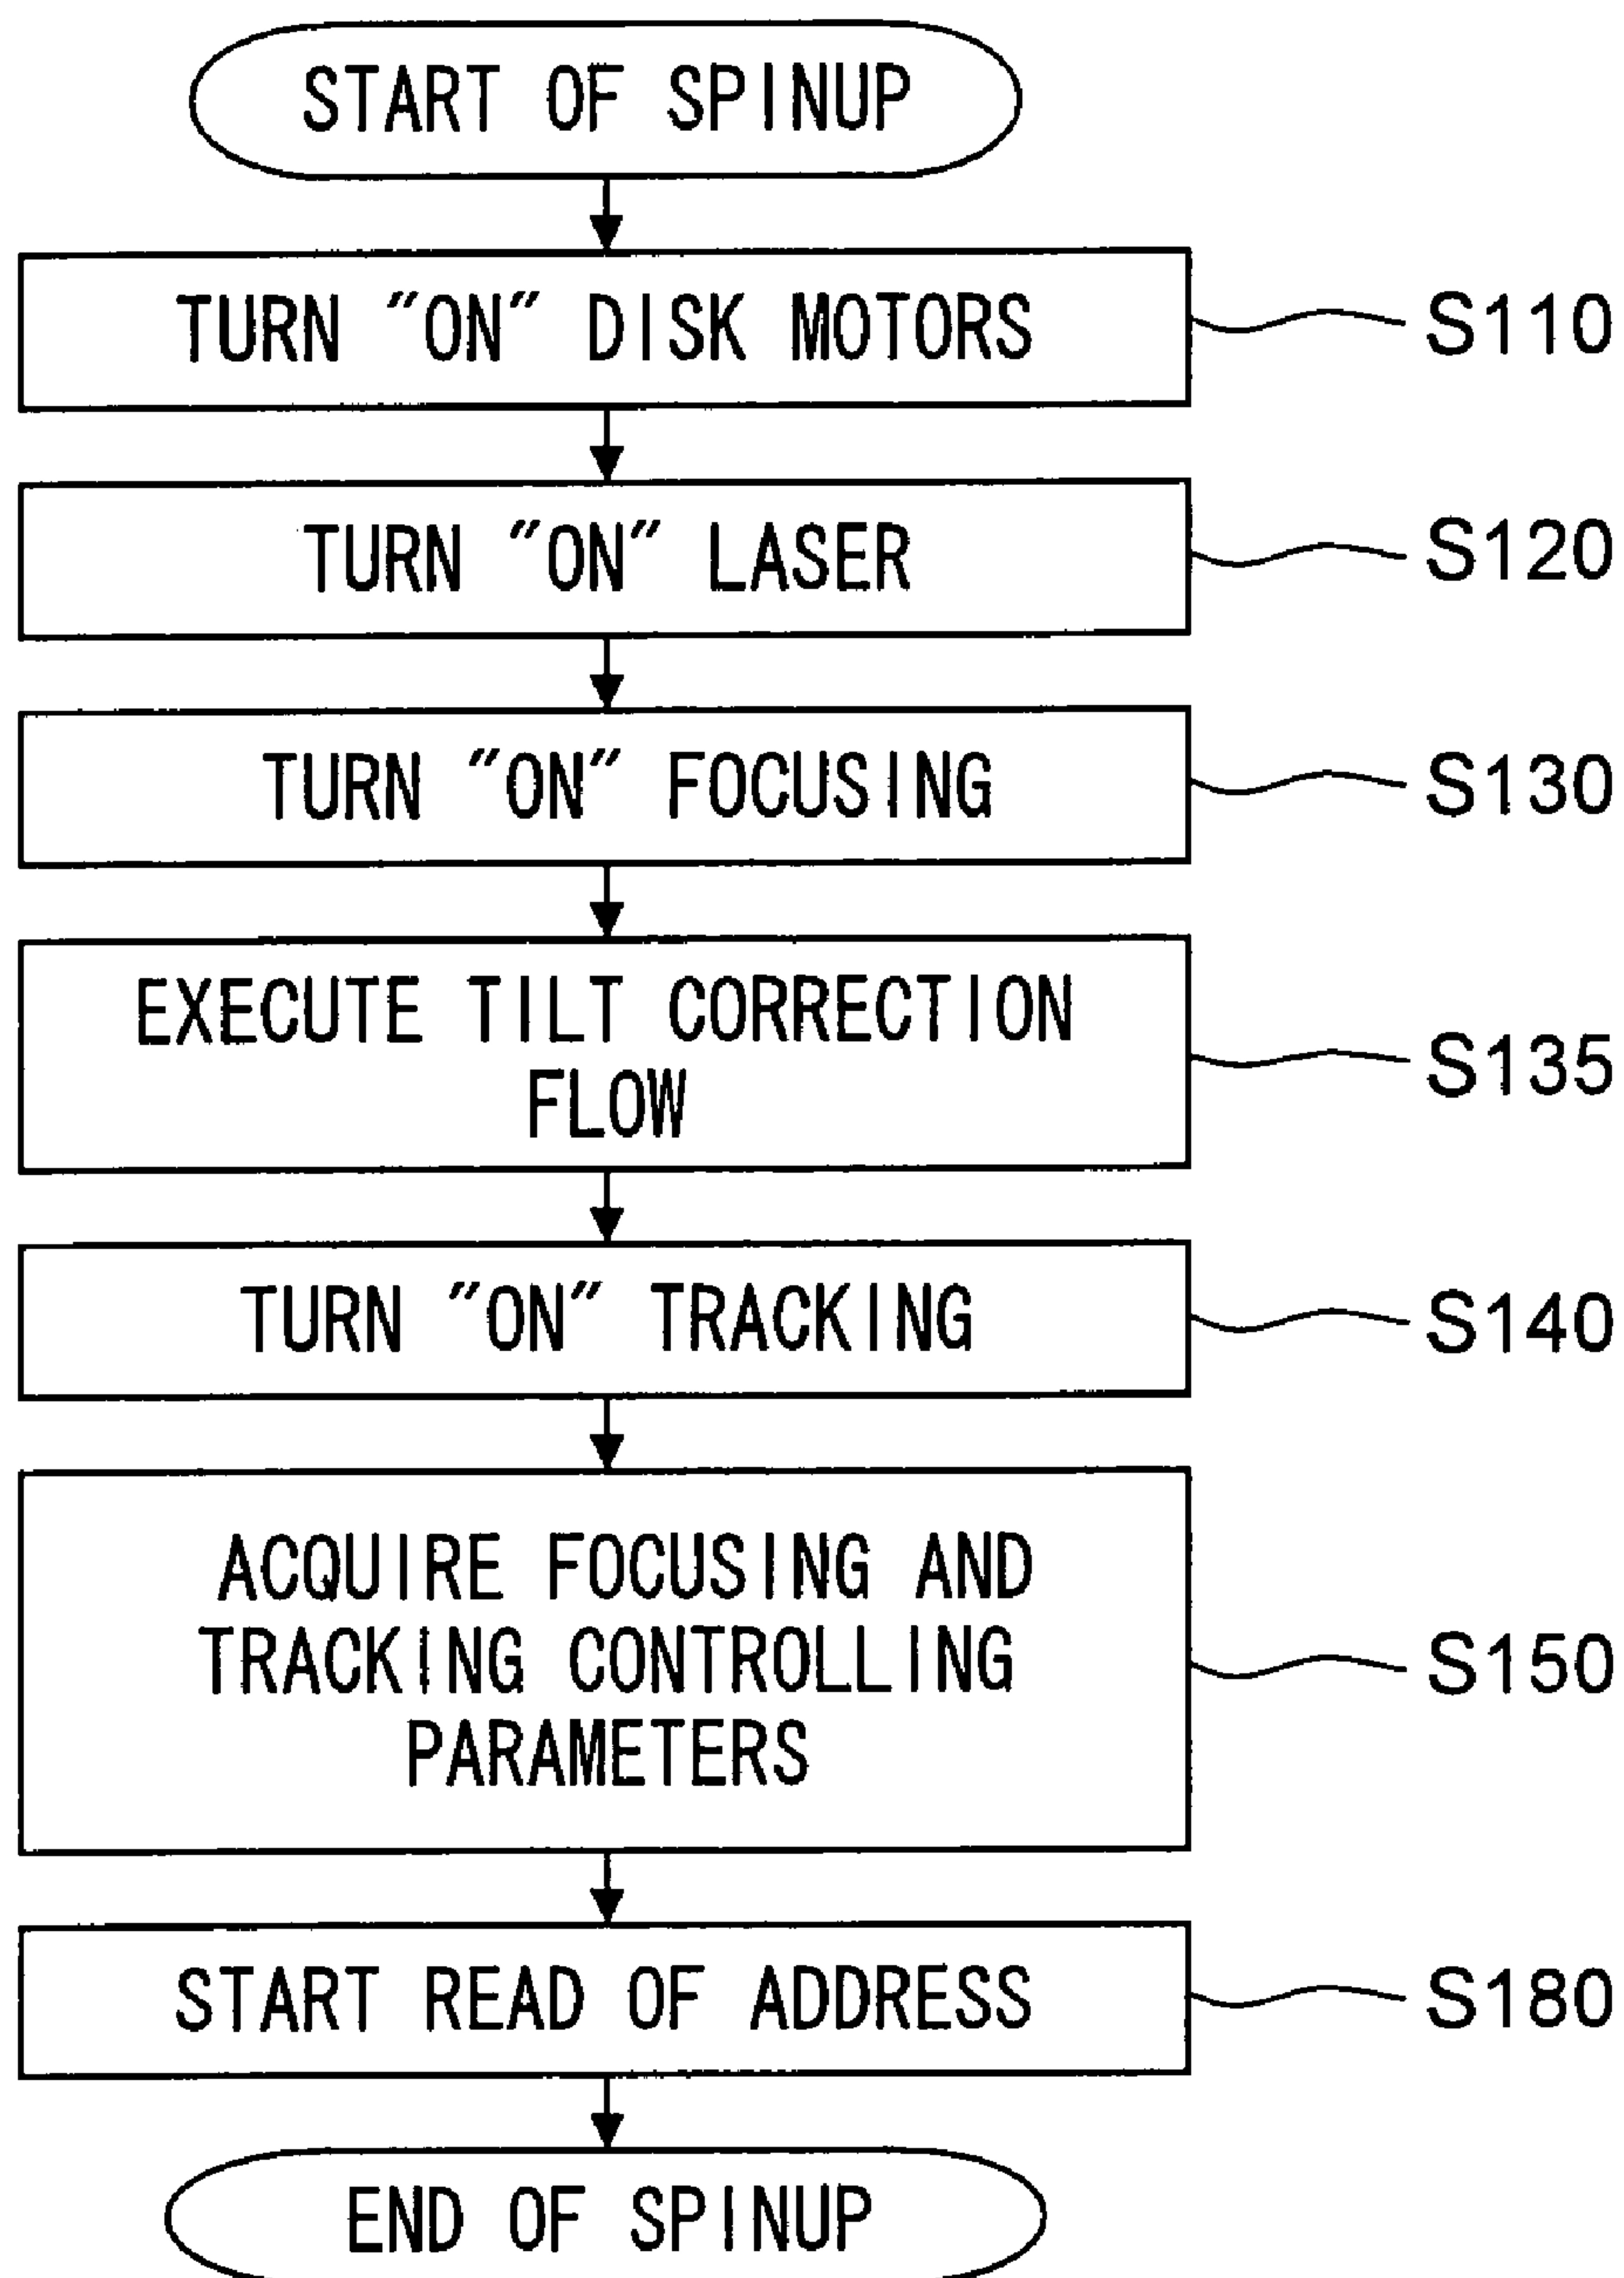 START OF SPINUP
TURN "ON" DISK MOTORS
S110
TURN "ON" LASER
S120
TURN "ON" FOCUSING
S130
EXECUTE TILT CORRECTION
FLOW
S135
TURN "ON" TRACKING
S140
ACQUIRE FOCUSING AND
TRACKING CONTROLLING
PARAMETERS
S150
START READ OF ADDRESS
S180
END OF SPINUP